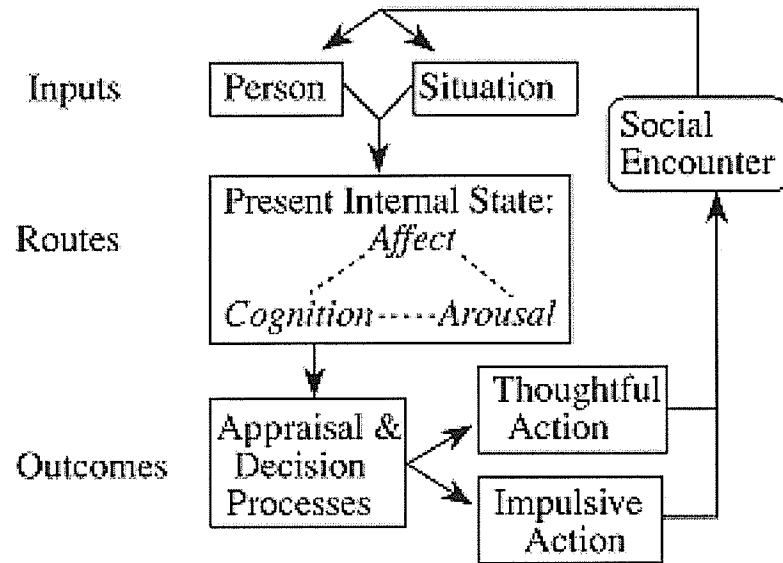 Inputs
Person
Situation
Social
Encounter
Routes
Present Internal State:
Affect
Cognition
Arousal
Outcomes
Appraisal &
Decision
Processes
Thoughtful
Action
Impulsive
Action